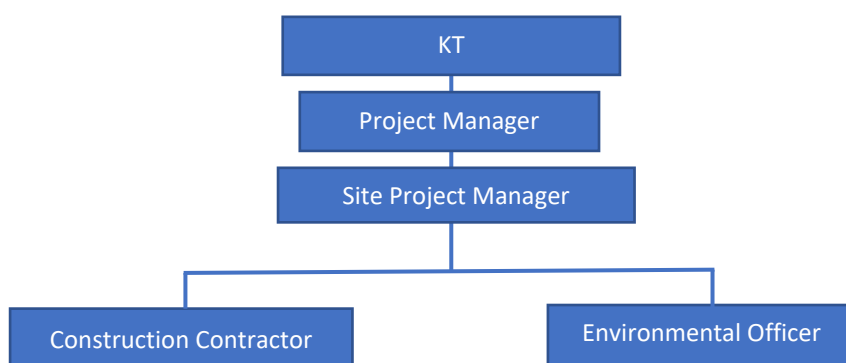 KT
Project Manager
Site Project Manager
Construction Contractor
Environmental Officer